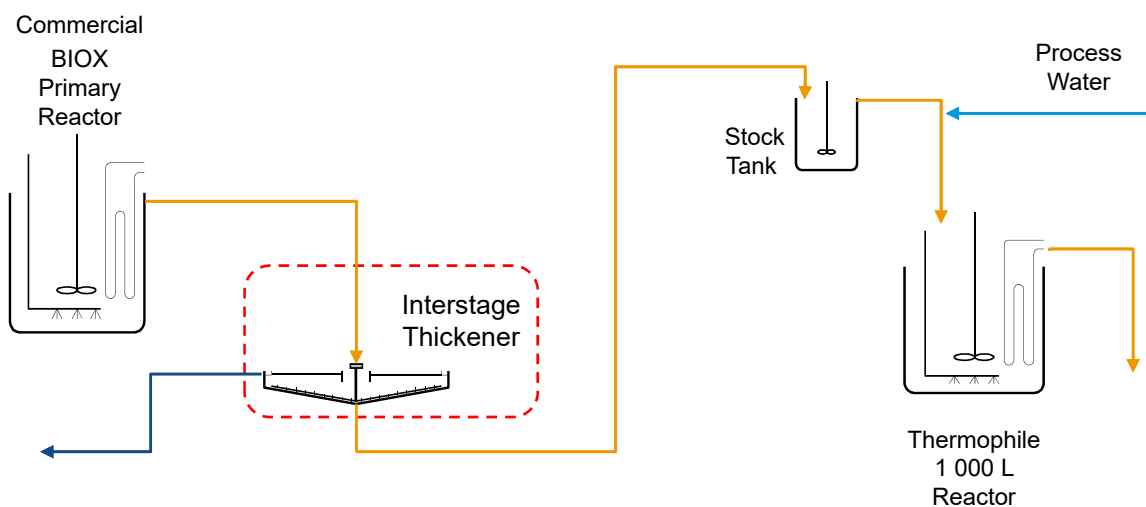 Commercial
BIOX
Primary
Reactor
Interstage
Thickener
Stock
Tank
Process
Water
Thermophile
1 000 L
Reactor